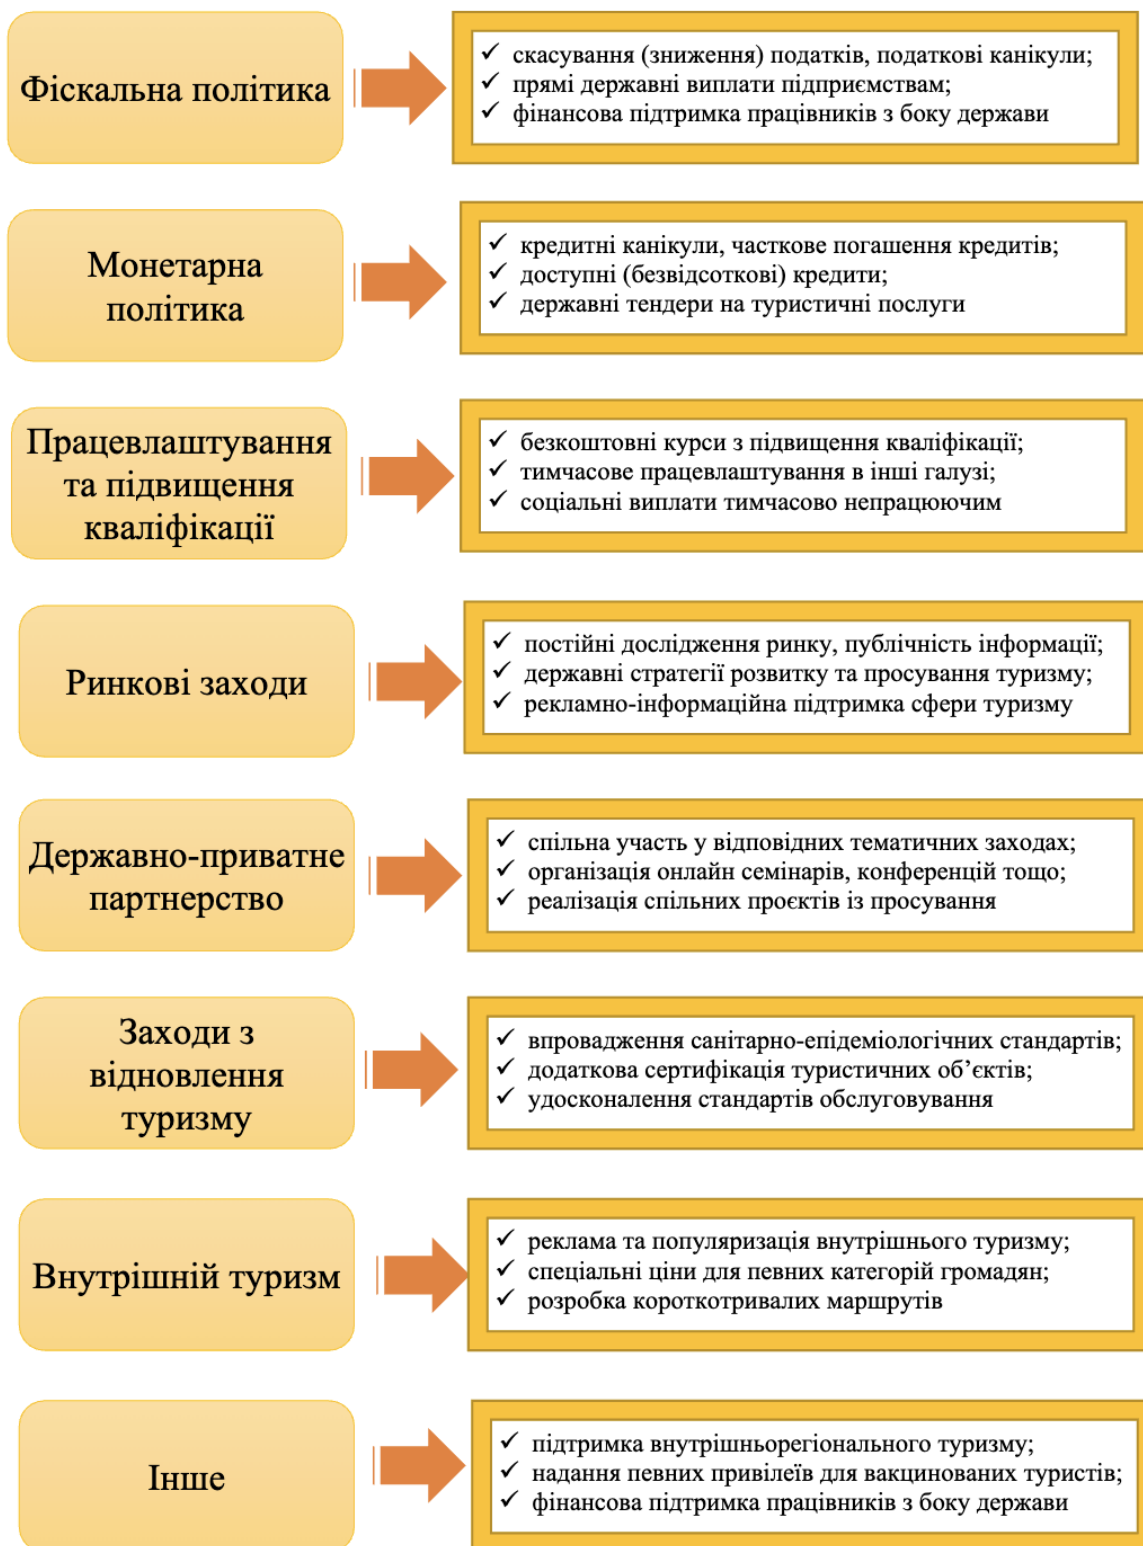 Фіскальна політика
✓ скасування (зниження) податків, податкові канікули;
✓ прямі державні виплати підприємствам;
✓ фінансова підтримка працівників з боку держави
Монетарна
політика
✓ кредитні канікули, часткове погашення кредитів;
✓ доступні (безвідсоткові) кредити;
✓ державні тендери на туристичні послуги
Працевлаштування
та підвищення
кваліфікації
✓ безкоштовні курси з підвищення кваліфікації;
✓ тимчасове працевлаштування в інші галузі;
✓ соціальні виплати тимчасово непрацюючим
Ринкові заходи
✓ постійні дослідження ринку, публічність інформації;
✓ державні стратегії розвитку та просування туризму;
✓ рекламно-інформаційна підтримка сфери туризму
Державно-приватне
партнерство
✓ спільна участь у відповідних тематичних заходах;
✓ організація онлайн семінарів, конференцій тощо;
✓ реалізація спільних проєктів із просування
Заходи з
відновлення
туризму
✓ впровадження санітарно-епідеміологічних стандартів;
✓ додаткова сертифікація туристичних об’єктів;
✓ удосконалення стандартів обслуговування
Внутрішній туризм
✓ реклама та популяризація внутрішнього туризму;
✓ спеціальні ціни для певних категорій громадян;
✓ розробка короткотривалих маршрутів
Інше
✓ підтримка внутрішньорегіонального туризму;
✓ надання певних привілеїв для вакцинованих туристів;
✓ фінансова підтримка працівників з боку держави